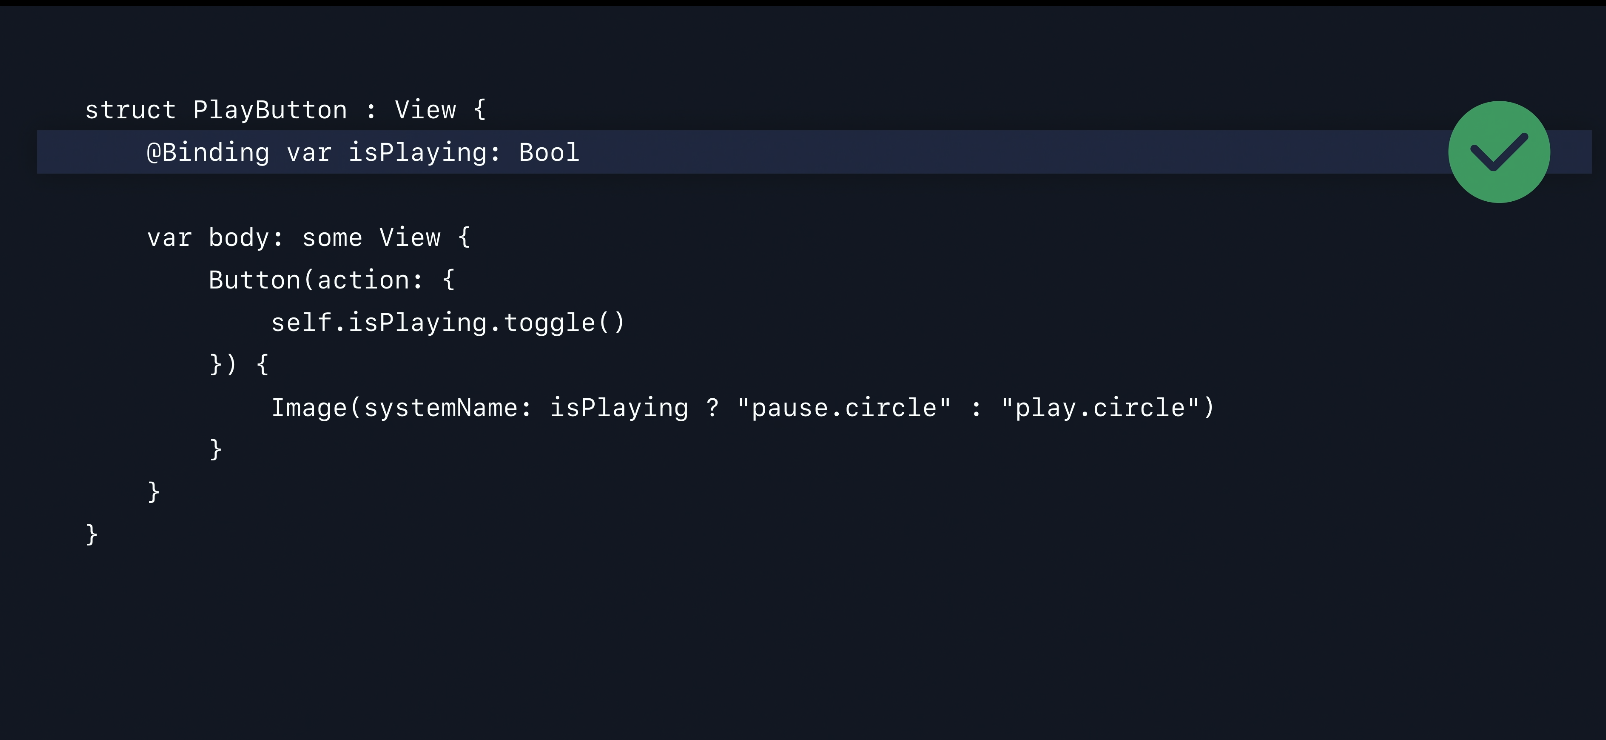 struct PlayButton : View {
    @Binding var isPlaying: Bool

    var body: some View {
        Button(action: {
            self.isPlaying.toggle()
        }) {
            Image(systemName: isPlaying ? "pause.circle" : "play.circle")
        }
    }
}